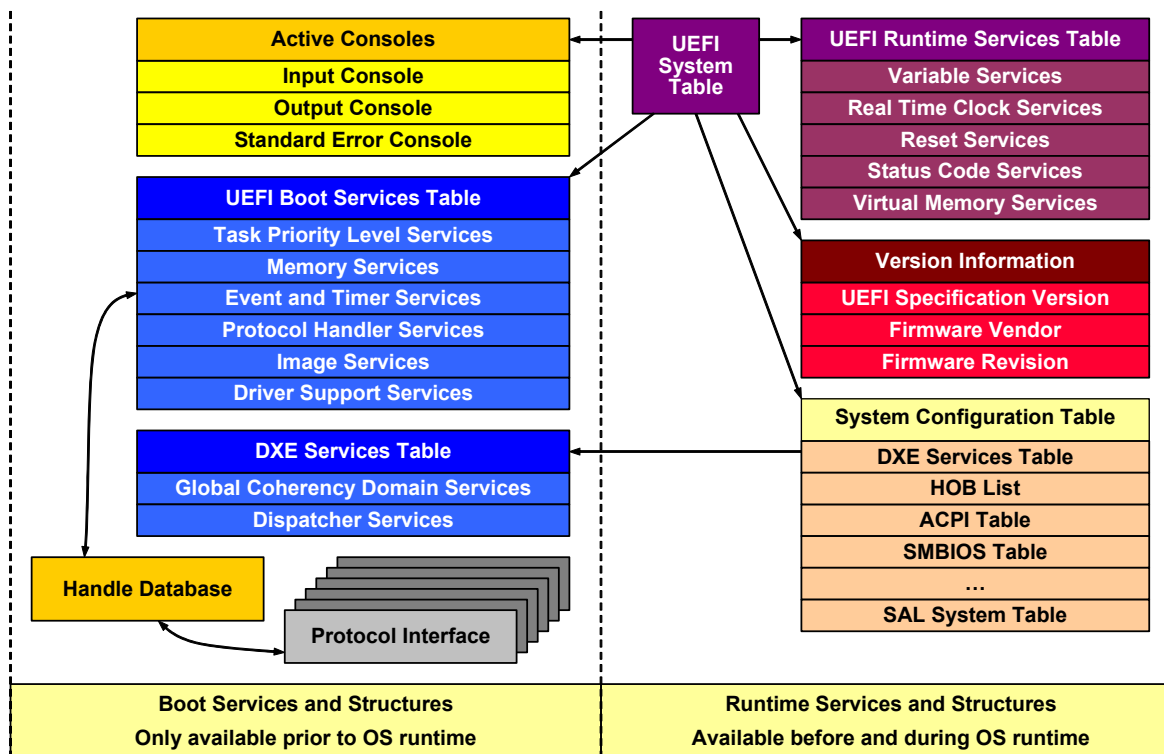 Active Consoles
Input Console
Output Console
Standard Error Console
UEFI
System
Table
UEFI Runtime Services Table
Variable Services
Real Time Clock Services
Reset Services
Status Code Services
Virtual Memory Services
UEFI Boot Services Table
Task Priority Level Services
Memory Services
Event and Timer Services
Protocol Handler Services
Image Services
Driver Support Services
Version Information
UEFI Specification Version
Firmware Vendor
Firmware Revision
DXE Services Table
Global Coherency Domain Services
Dispatcher Services
System Configuration Table
DXE Services Table
HOB List
ACPI Table
SMBIOS Table
…
SAL System Table
Handle Database
Protocol Interface
Boot Services and Structures
Only available prior to OS runtime
Runtime Services and Structures
Available before and during OS runtime